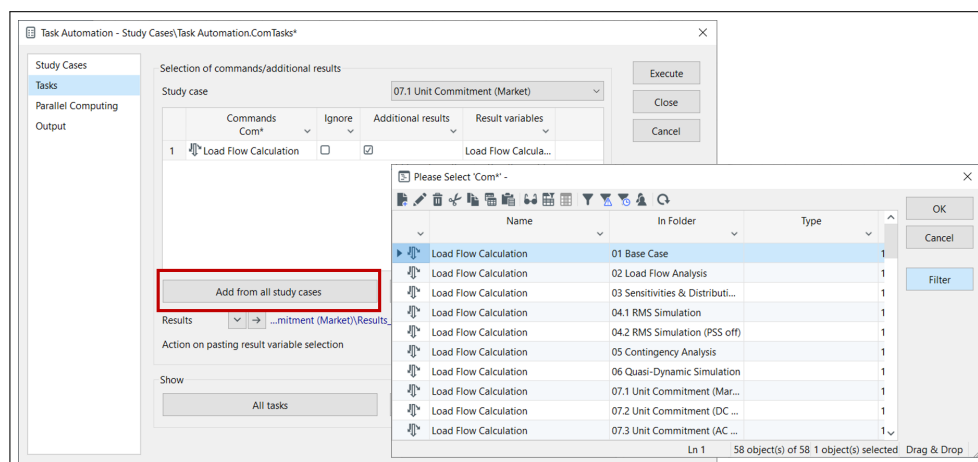 Task Automation - Study Cases\Task Automation.ComTasks*
Study Cases
Tasks
Parallel Computing
Output
Selection of commands/additional results
Study case
07.1 Unit Commitment (Market)
Commands Ignore Additional results Result variables
Com*
1 Load Flow Calculation Load Flow Calcula...
Add from all study cases
Results ...mitment (Market)\Results_
Action on pasting result variable selection
Show
All tasks
Execute
Close
Cancel
Please Select 'Com*' -
Name In Folder Type
Load Flow Calculation 01 Base Case 1
Load Flow Calculation 02 Load Flow Analysis 1
Load Flow Calculation 03 Sensitivities & Distributi... 1
Load Flow Calculation 04.1 RMS Simulation 1
Load Flow Calculation 04.2 RMS Simulation (PSS off) 1
Load Flow Calculation 05 Contingency Analysis 1
Load Flow Calculation 06 Quasi-Dynamic Simulation 1
Load Flow Calculation 07.1 Unit Commitment (Mar... 1
Load Flow Calculation 07.2 Unit Commitment (DC ... 1
Load Flow Calculation 07.3 Unit Commitment (AC ... 1
OK
Cancel
Filter
Ln 1 58 object(s) of 58 1 object(s) selected Drag & Drop